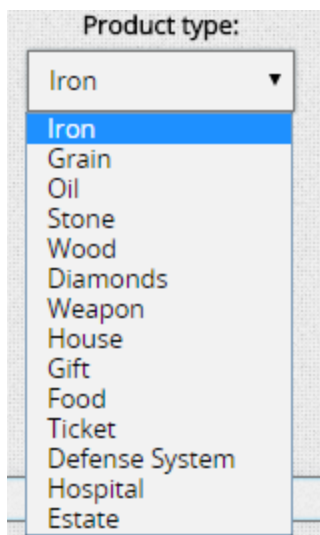 Product type:
Iron
Iron
Grain
Oil
Stone
Wood
Diamonds
Weapon
House
Gift
Food
Ticket
Defense System
Hospital
Estate